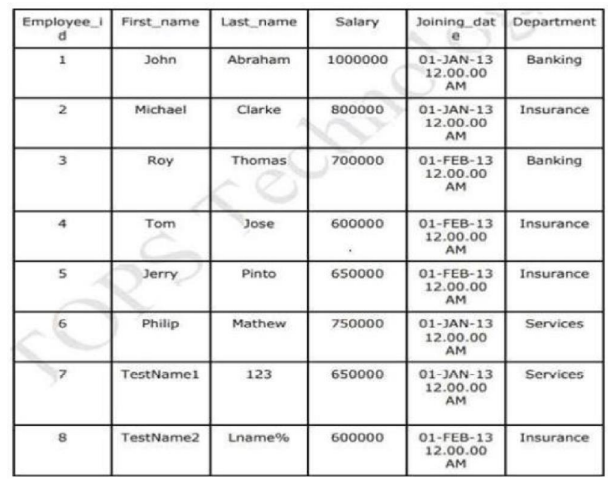 Employee_i First_name Last_name Salary Joining_dat Department
d e
1 John Abraham 1000000 01-JAN-13 Banking
12.00.00
AM
2 Michael Clarke 800000 01-JAN-13 Insurance
12.00.00
AM
3 Roy Thomas 700000 01-FEB-13 Banking
12.00.00
AM
4 Tom Jose 600000 01-FEB-13 Insurance
12.00.00
AM
5 Jerry Pinto 650000 01-FEB-13 Insurance
12.00.00
AM
6 Philip Mathew 750000 01-JAN-13 Services
12.00.00
AM
7 TestName1 123 650000 01-JAN-13 Services
12.00.00
AM
8 TestName2 Lname% 600000 01-FEB-13 Insurance
12.00.00
AM
TOPS Technolog